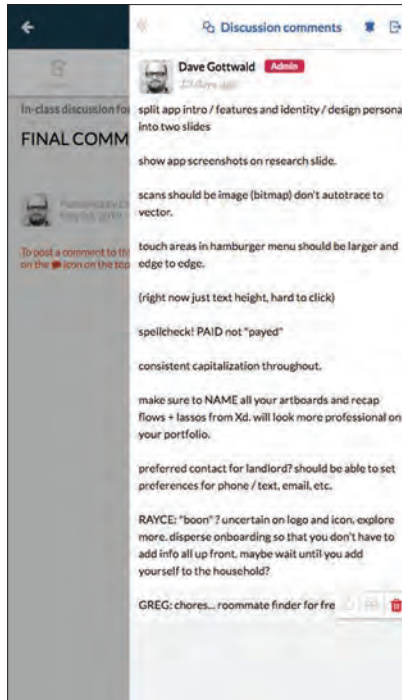 Discussion comments
Dave Gottwald Admin
13 days ago
In-class discussion for
FINAL COMM
To post a comment to th
on the icon on the top
split app intro / features and identity / design persona
into two slides
show app screenshots on research slide.
scans should be image (bitmap) don't autotrace to
vector.
touch areas in hamburger menu should be larger and
edge to edge.
(right now just text height, hard to click)
spellcheck! PAID not "payed"
consistent capitalization throughout.
make sure to NAME all your artboards and recap
flows + lassos from Xd. will look more professional on
your portfolio.
preferred contact for landlord? should be able to set
preferences for phone / text, email, etc.
RAYCE: "boon" ? uncertain on logo and icon. explore
more. disperse onboarding so that you don't have to
add info all up front. maybe wait until you add
yourself to the household?
GREG: chores... roommate finder for fre